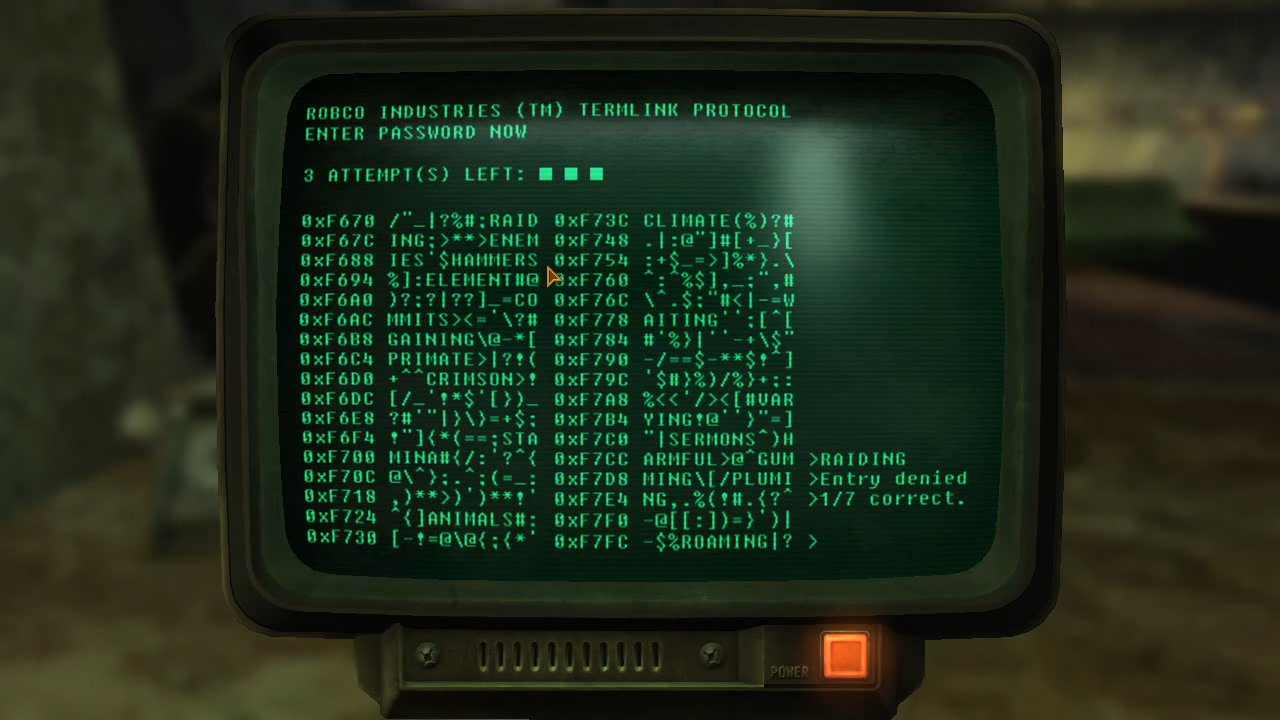 ROBCO INDUSTRIES (TM) TERMLINK PROTOCOL
ENTER PASSWORD NOW
3 ATTEMPT(S) LEFT: ■ ■ ■
0xF670 /"_|?%#;RAID 0xF73C CLIMATE(%)?#
0xF67C ING:>**>ENEM 0xF748 .|:@"]#[+_}[
0xF688 IES'$HAMMERS 0xF754 :+$_=>]%*}.\
0xF694 %]:ELEMENT#@ 0xF760 ^:^%$],_;",#
0xF6A0 )?;?|??]_=CO 0xF76C \^.$;"#<|-=W
0xF6AC MMITS><='\?# 0xF778 AITING'';[^[
0xF6B8 GAINING\@-*[ 0xF784 #'%}|''-+\$"
0xF6C4 PRIMATE>|?!( 0xF790 -/==$-**$!^]
0xF6D0 +^^CRIMSON>! 0xF79C '$#}%)/%}+;:
0xF6DC [/_'!*$'[})_ 0xF7A8 %<<'/><[#VAR
0xF6E8 ?#'"|}\}=+$; 0xF7B4 YING!@''}"=]
0xF6F4 !"]{*(==;STA 0xF7C0 "|SERMONS^)H
0xF700 MINA#{/:'?^{ 0xF7CC ARMFUL>@^GUM >RAIDING
0xF70C @\^};.^:(=_: 0xF7D8 MING\[/PLUMI >Entry denied
0xF718 ,)**>)')**!' 0xF7E4 NG,.%(!#.{?^ >1/7 correct.
0xF724 ^{]ANIMALS#: 0xF7F0 -@[[:])=}')|
0xF730 [-!=@\@{;{*' 0xF7FC -$%ROAMING|? >
POWER